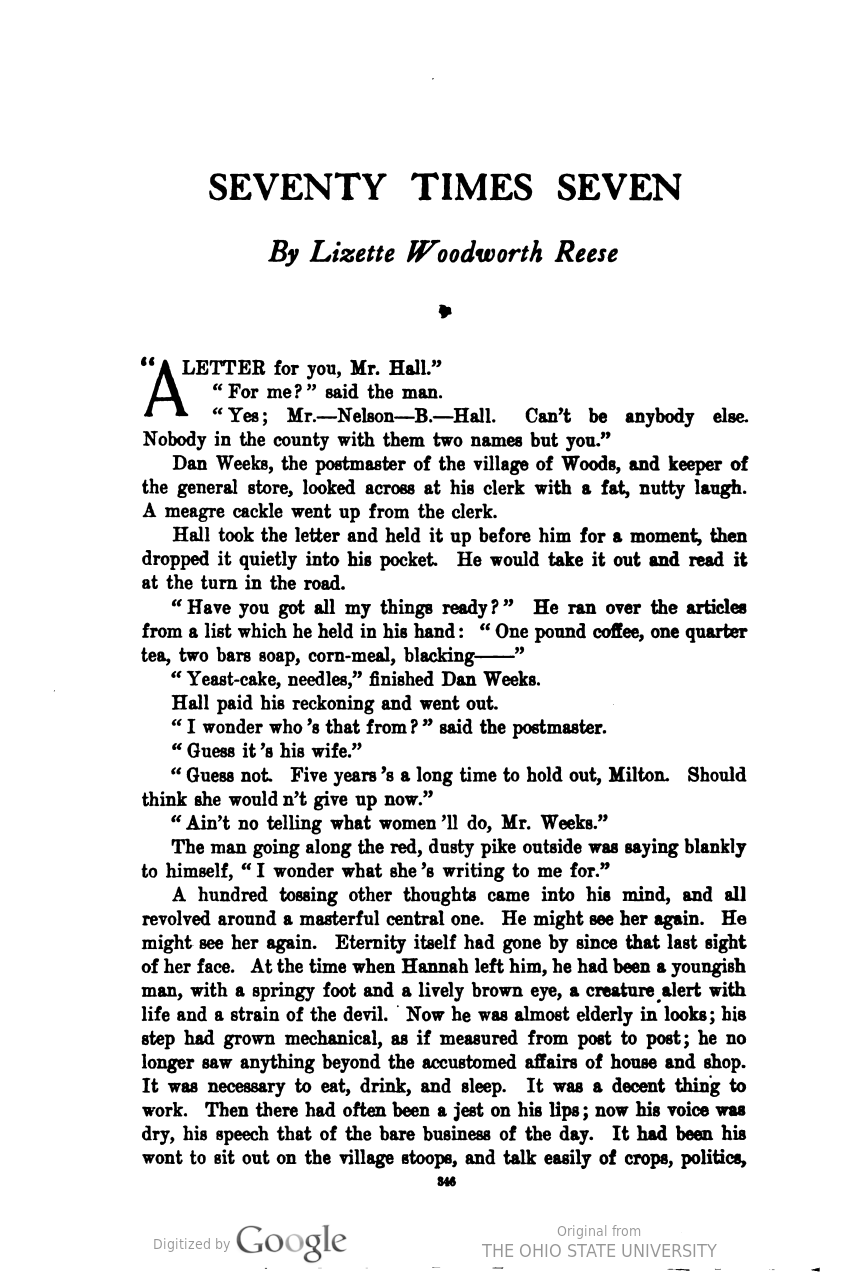 SEVENTY TIMES SEVEN
By Lizette Woodworth Reese
“A LETTER for you, Mr. Hall.”
“For me?” said the man.
“Yes; Mr.—Nelson—B.—Hall. Can’t be anybody else.
Nobody in the county with them two names but you.”
Dan Weeks, the postmaster of the village of Woods, and keeper of
the general store, looked across at his clerk with a fat, nutty laugh.
A meagre cackle went up from the clerk.
Hall took the letter and held it up before him for a moment, then
dropped it quietly into his pocket. He would take it out and read it
at the turn in the road.
“Have you got all my things ready?” He ran over the articles
from a list which he held in his hand: “One pound coffee, one quarter
tea, two bars soap, corn-meal, blacking——”
“Yeast-cake, needles,” finished Dan Weeks.
Hall paid his reckoning and went out.
“I wonder who’s that from?” said the postmaster.
“Guess it’s his wife.”
“Guess not. Five years’s a long time to hold out, Milton. Should
think she wouldn’t give up now.”
“Ain’t no telling what women’ll do, Mr. Weeks.”
The man going along the red, dusty pike outside was saying blankly
to himself, “I wonder what she’s writing to me for.”
A hundred tossing other thoughts came into his mind, and all
revolved around a masterful central one. He might see her again. He
might see her again. Eternity itself had gone by since that last sight
of her face. At the time when Hannah left him, he had been a youngish
man, with a springy foot and a lively brown eye, a creature alert with
life and a strain of the devil. Now he was almost elderly in looks; his
step had grown mechanical, as if measured from post to post; he no
longer saw anything beyond the accustomed affairs of house and shop.
It was necessary to eat, drink, and sleep. It was a decent thing to
work. Then there had often been a jest on his lips; now his voice was
dry, his speech that of the bare business of the day. It had been his
wont to sit out on the village stoops, and talk easily of crops, politics,
346
Digitized by Google
Original from
THE OHIO STATE UNIVERSITY